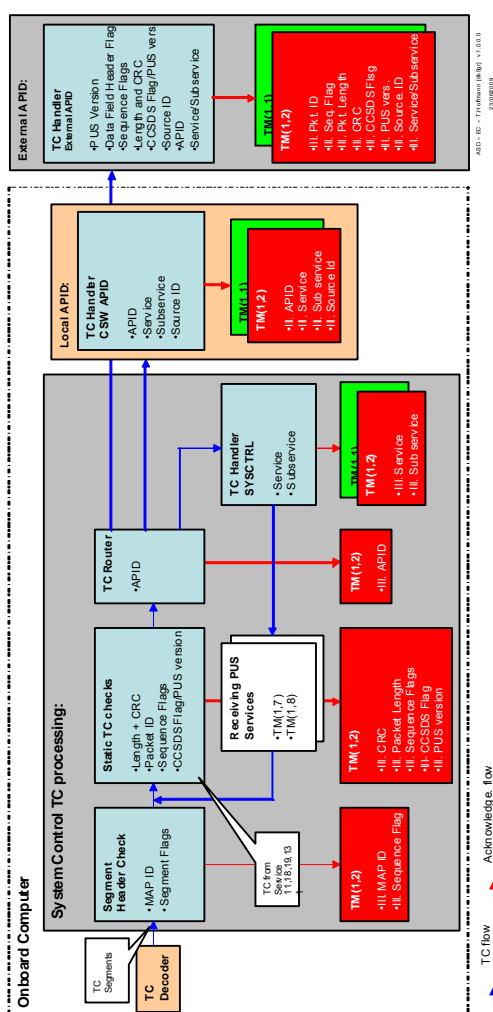 Onboard Computer
System Control TC processing:
TC
Segments
TC
Decoder
Segment
Header Check
•MAP ID
•Segment Flags
TM(1,2)
•Ill. MAP ID
•Ill. Sequence Flag
TC from
Service
11,18,19,13
Static TC checks
•Length + CRC
•Packet ID
•Sequence Flags
•CCSDS Flag/PUS version
Receiving PUS
Services
•TM(1,7)
•TM(1,8)
TM(1,2)
•Ill. CRC
•Ill. Packet Length
•Ill. Sequence Flags
•Ill- CCSDS Flag
•Ill. PUS version
TC Router
•APID
TM(1,2)
•Ill. APID
TC Handler
SYSCTRL
•Service
•Subservice
TM(1,1)
TM(1,2)
•Ill. Service
•Ill. Sub service
Local APID:
TC Handler
CSW APID
•APID
•Service
•Subservice
•Source ID
TM(1,1)
TM(1,2)
•Ill. APID
•Ill. Service
•Ill. Sub service
•Ill. Source Id
External APID:
TC Handler
External APID
•PUS Version
•Data Field Header Flag
•Sequence Flags
•Length and CRC
•CCSDS Flag/PUS vers.
•Source ID
•APID
•Service/Subservice
TM(1,1)
TM(1,2)
•Ill. Pkt. ID
•Ill. Seq. Flag
•Ill. Pkt. Length
•Ill. CRC
•Ill. CCSDS Flsg
•Ill. PUS vers.
•Ill. Source. ID
•Ill. Service/Subservice
TC flow
Acknowledge. flow
v1.0.0.0